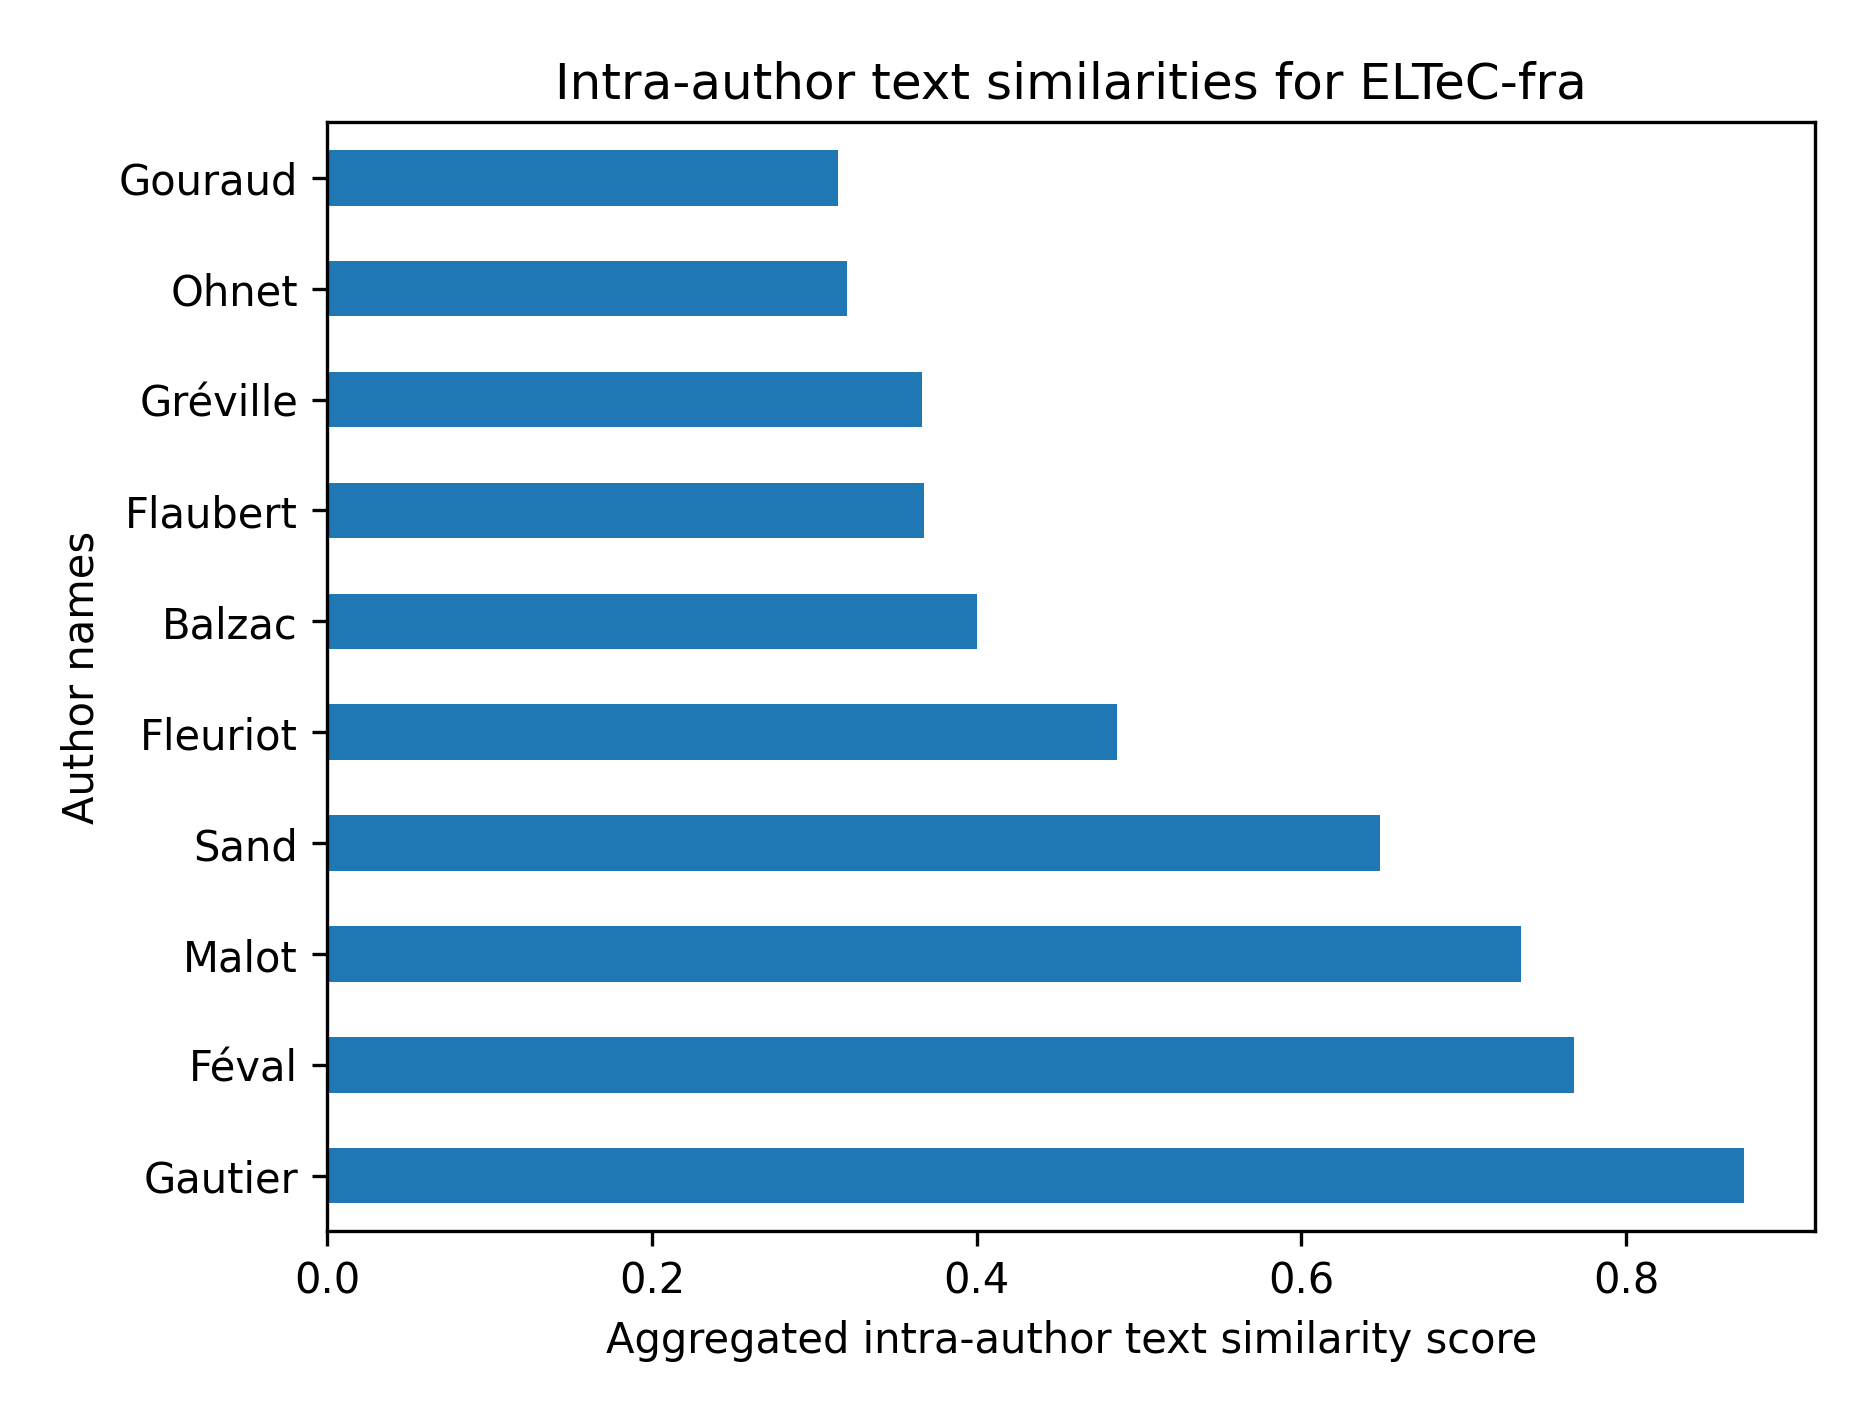 Intra-author text similarities for ELTeC-fra
Gouraud
Ohnet
Gréville
Flaubert
Balzac
Fleuriot
Sand
Malot
Féval
Gautier
Author names
0.0 0.2 0.4 0.6 0.8
Aggregated intra-author text similarity score